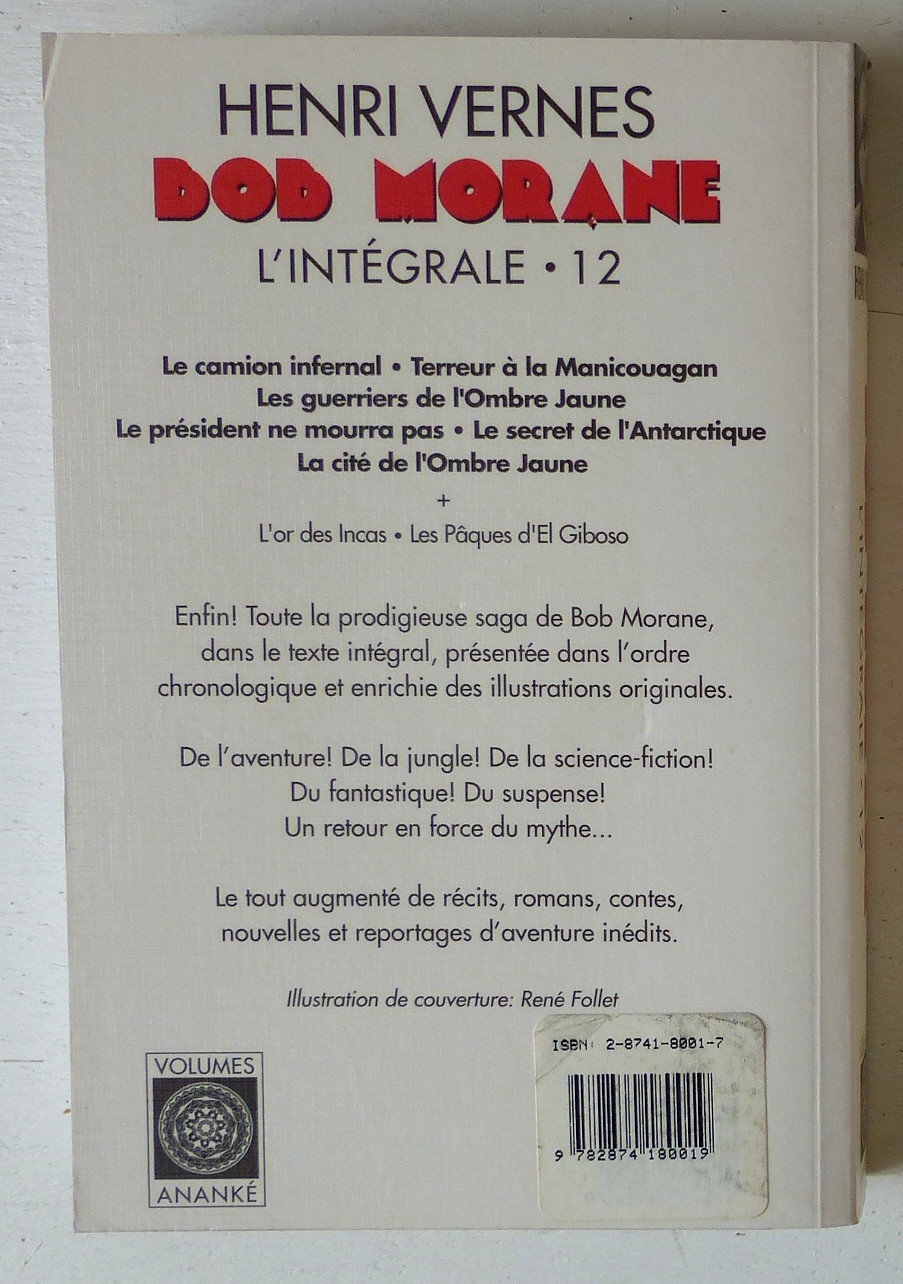 HENRI VERNES
BOB MORANE
L'INTÉGRALE • 12
Le camion infernal • Terreur à la Manicouagan
Les guerriers de l'Ombre Jaune
Le président ne mourra pas • Le secret de l'Antarctique
La cité de l'Ombre Jaune
+
L'or des Incas • Les Pâques d'El Giboso
Enfin! Toute la prodigieuse saga de Bob Morane,
dans le texte intégral, présentée dans l'ordre
chronologique et enrichie des illustrations originales.
De l'aventure! De la jungle! De la science-fiction!
Du fantastique! Du suspense!
Un retour en force du mythe...
Le tout augmenté de récits, romans, contes,
nouvelles et reportages d'aventure inédits.
Illustration de couverture: René Follet
ISBN: 2-8741-8001-7
9 782874 180019
VOLUMES
ANANKÉ